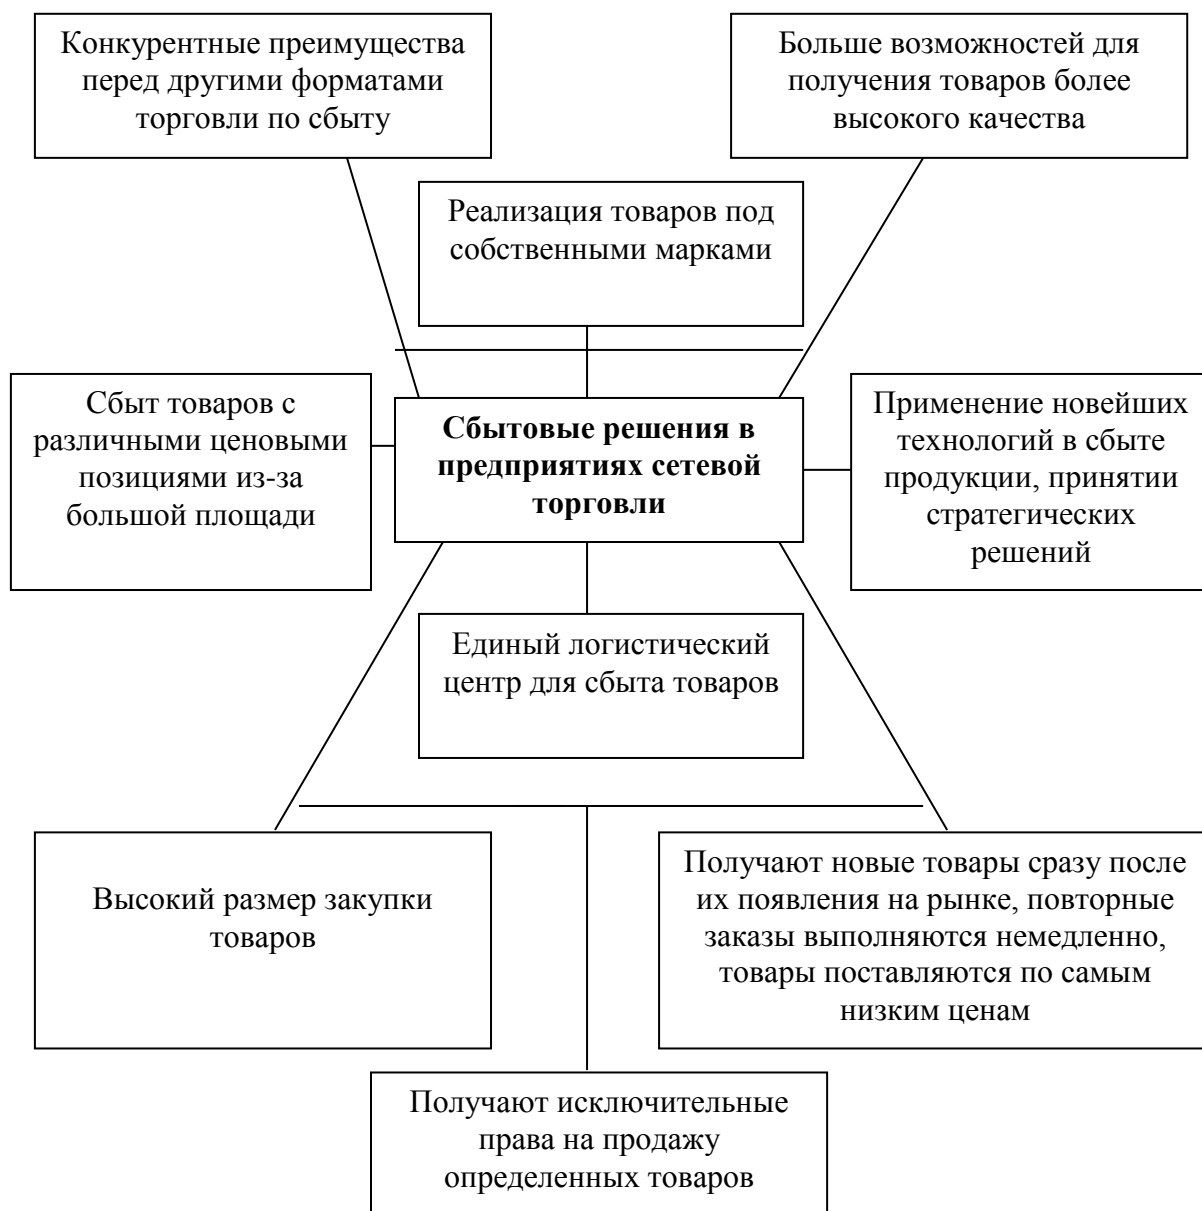 Конкурентные преимущества
перед другими форматами
торговли по сбыту
Больше возможностей для
получения товаров более
высокого качества
Реализация товаров под
собственными марками
Сбыт товаров с
различными ценовыми
позициями из-за
большой площади
Сбытовые решения в
предприятиях сетевой
торговли
Применение новейших
технологий в сбыте
продукции, принятии
стратегических
решений
Единый логистический
центр для сбыта товаров
Высокий размер закупки
товаров
Получают новые товары сразу после
их появления на рынке, повторные
заказы выполняются немедленно,
товары поставляются по самым
низким ценам
Получают исключительные
права на продажу
определенных товаров